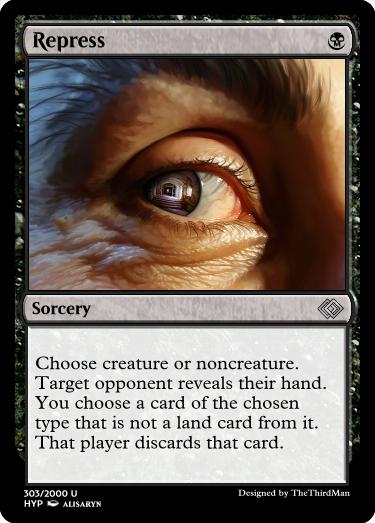 Repress
Sorcery
Choose creature or noncreature.
Target opponent reveals their hand.
You choose a card of the chosen
type that is not a land card from it.
That player discards that card.
303/2000 U
HYP ALISARYN
Designed by TheThirdMan